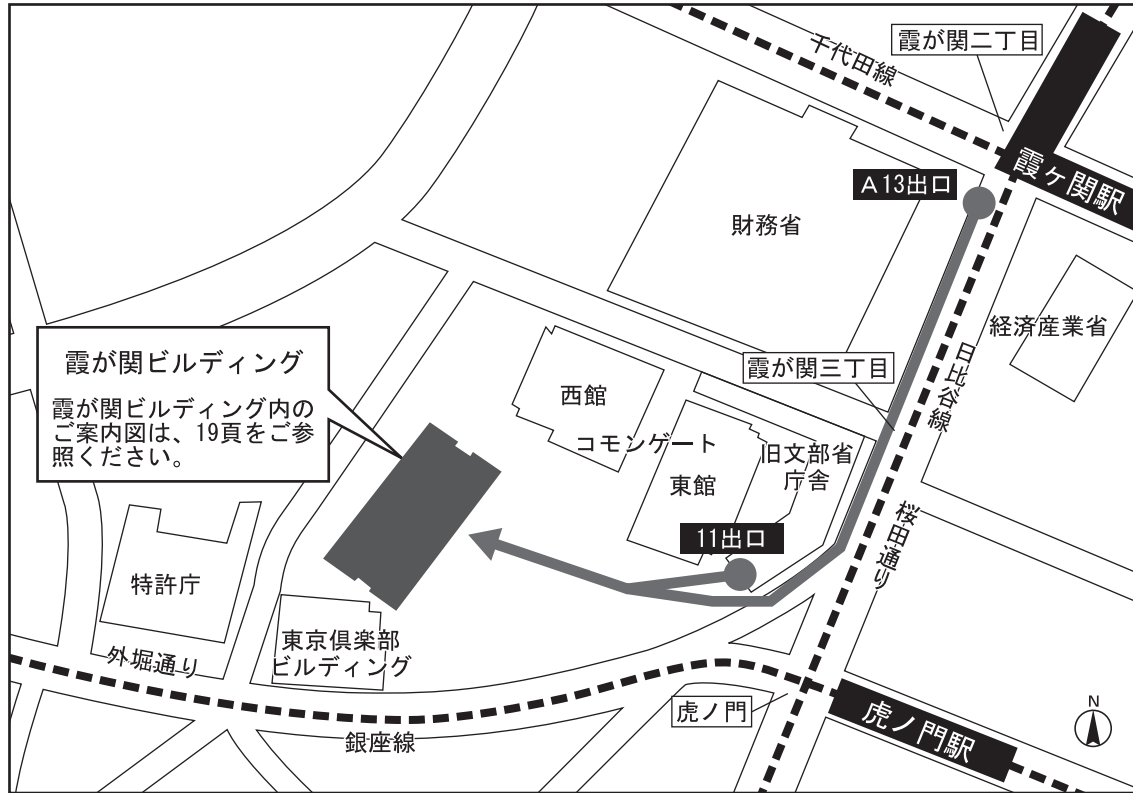 霞が関二丁目
千代田線
霞ケ関駅
A13出口
財務省
経済産業省
霞が関三丁目
日比谷線
霞が関ビルディング
霞が関ビルディング内の
ご案内図は、19頁をご参
照ください。
西館
コモンゲート
東館
旧文部省
庁舎
桜田通り
11出口
特許庁
東京倶楽部
ビルディング
外堀通り
銀座線
虎ノ門
虎ノ門駅
N